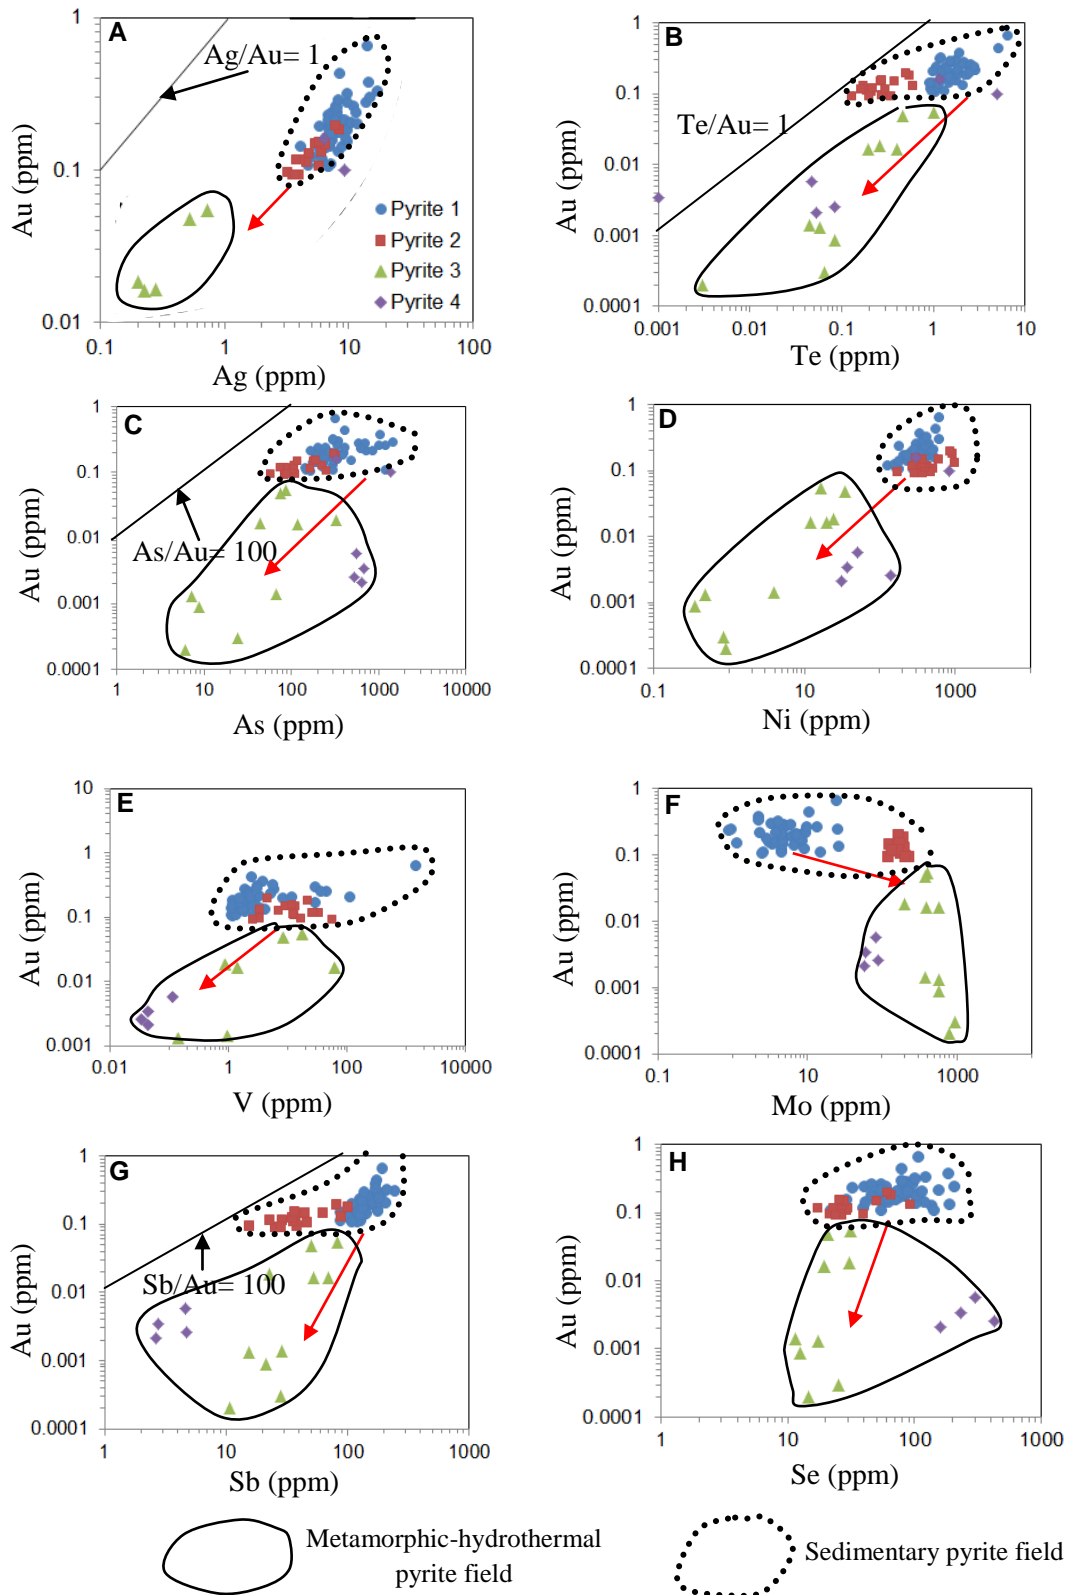 A
Ag/Au= 1
Au (ppm)
1
0.1
0.01
0.1
1
10
100
Ag (ppm)
Pyrite 1
Pyrite 2
Pyrite 3
Pyrite 4
B
Te/Au= 1
Au (ppm)
1
0.1
0.01
0.001
0.0001
0.001
0.1
1
10
Te (ppm)
C
As/Au= 100
Au (ppm)
1
0.1
0.01
0.001
0.0001
1
10
100
1000
10000
As (ppm)
D
Au (ppm)
1
0.1
0.01
0.001
0.0001
0.1
10
1000
Ni (ppm)
E
Au (ppm)
10
1
0.1
0.01
0.001
0.01
1
100
10000
V (ppm)
F
Au (ppm)
1
0.1
0.01
0.001
0.0001
0.1
10
1000
Mo (ppm)
G
Sb/Au= 100
Au (ppm)
1
0.1
0.01
0.001
0.0001
1
10
100
1000
Sb (ppm)
H
Au (ppm)
1
0.1
0.01
0.001
0.0001
1
10
100
1000
Se (ppm)
Metamorphic-hydrothermal
pyrite field
Sedimentary pyrite field